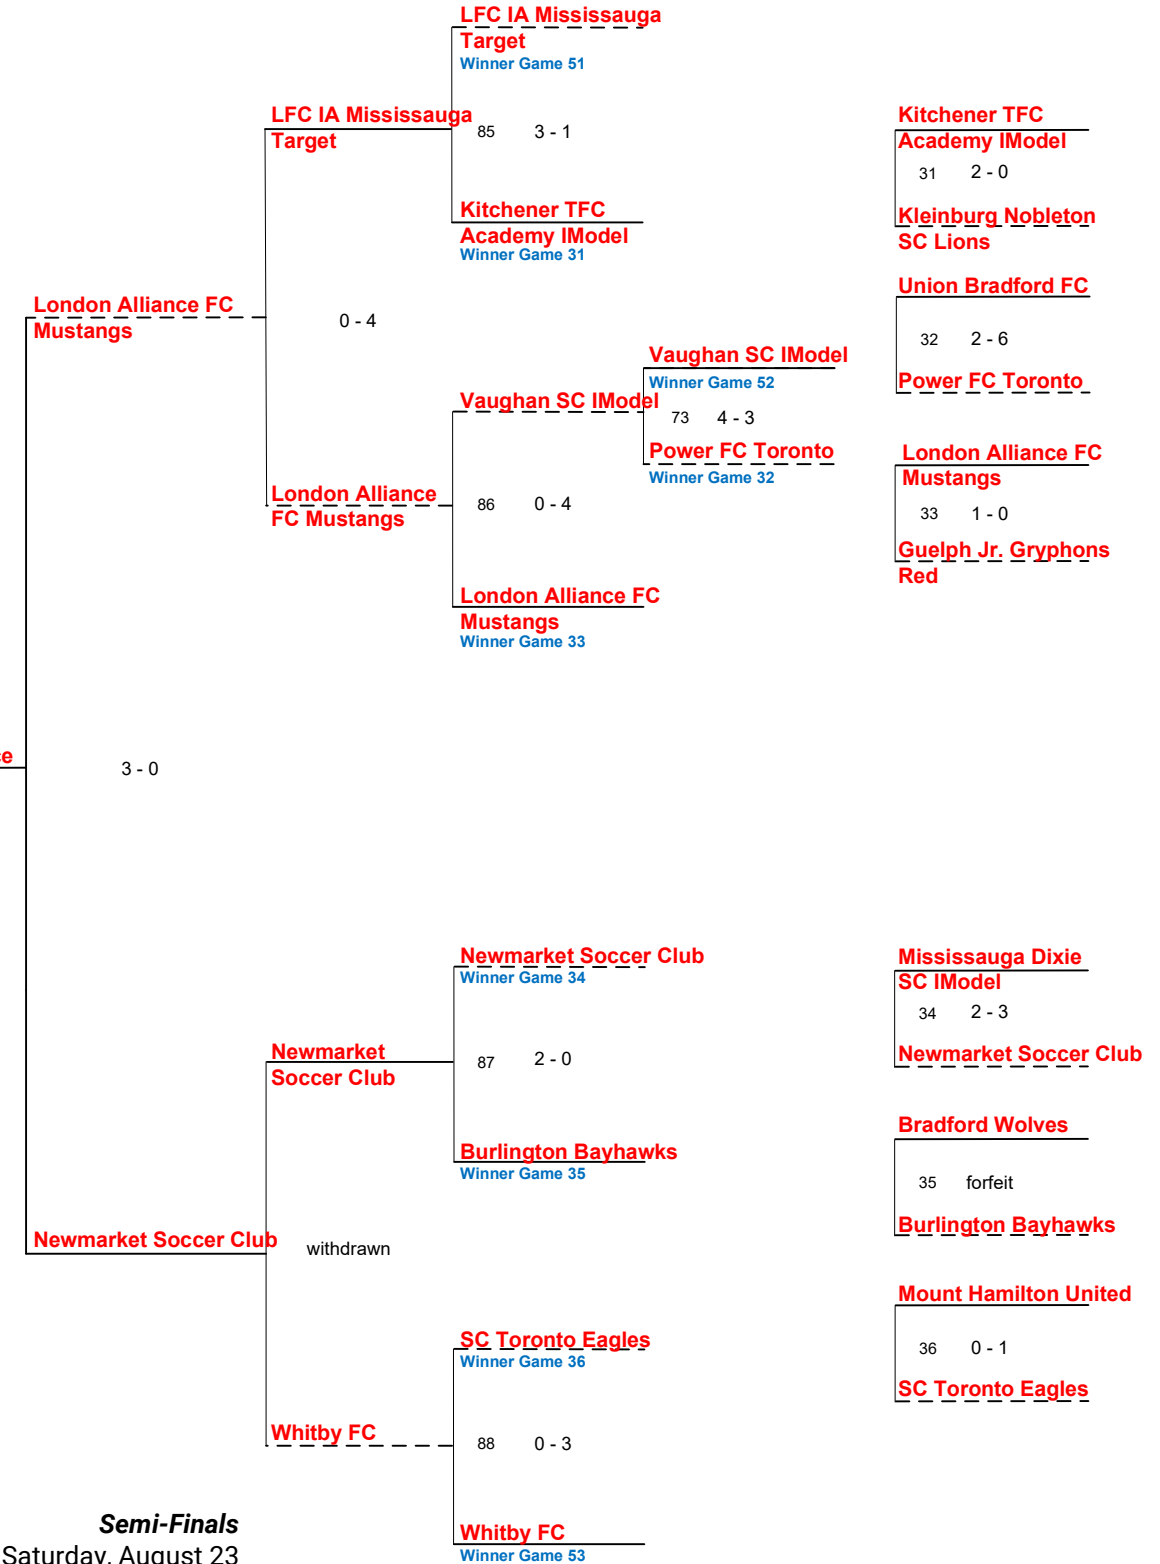 LFC IA Mississauga
Target
Winner Game 51
85 3 - 1
LFC IA Mississauga
Target
Kitchener TFC
Academy IModel
Winner Game 31
Kitchener TFC
Academy IModel
31 2 - 0
Kleinburg Nobleton
SC Lions
Union Bradford FC
32 2 - 6
Power FC Toronto
London Alliance FC
Mustangs
0 - 4
Vaughan SC IModel
Winner Game 52
73 4 - 3
Power FC Toronto
Winner Game 32
Vaughan SC IModel
86 0 - 4
London Alliance
FC Mustangs
London Alliance FC
Mustangs
Winner Game 33
London Alliance FC
Mustangs
33 1 - 0
Guelph Jr. Gryphons
Red
3 - 0
Newmarket Soccer Club
Winner Game 34
87 2 - 0
Newmarket
Soccer Club
Burlington Bayhawks
Winner Game 35
Mississauga Dixie
SC IModel
34 2 - 3
Newmarket Soccer Club
Bradford Wolves
35 forfeit
Burlington Bayhawks
Newmarket Soccer Club
withdrawn
Mount Hamilton United
36 0 - 1
SC Toronto Eagles
SC Toronto Eagles
Winner Game 36
Whitby FC
88 0 - 3
Whitby FC
Winner Game 53
Semi-Finals
Saturday, August 23